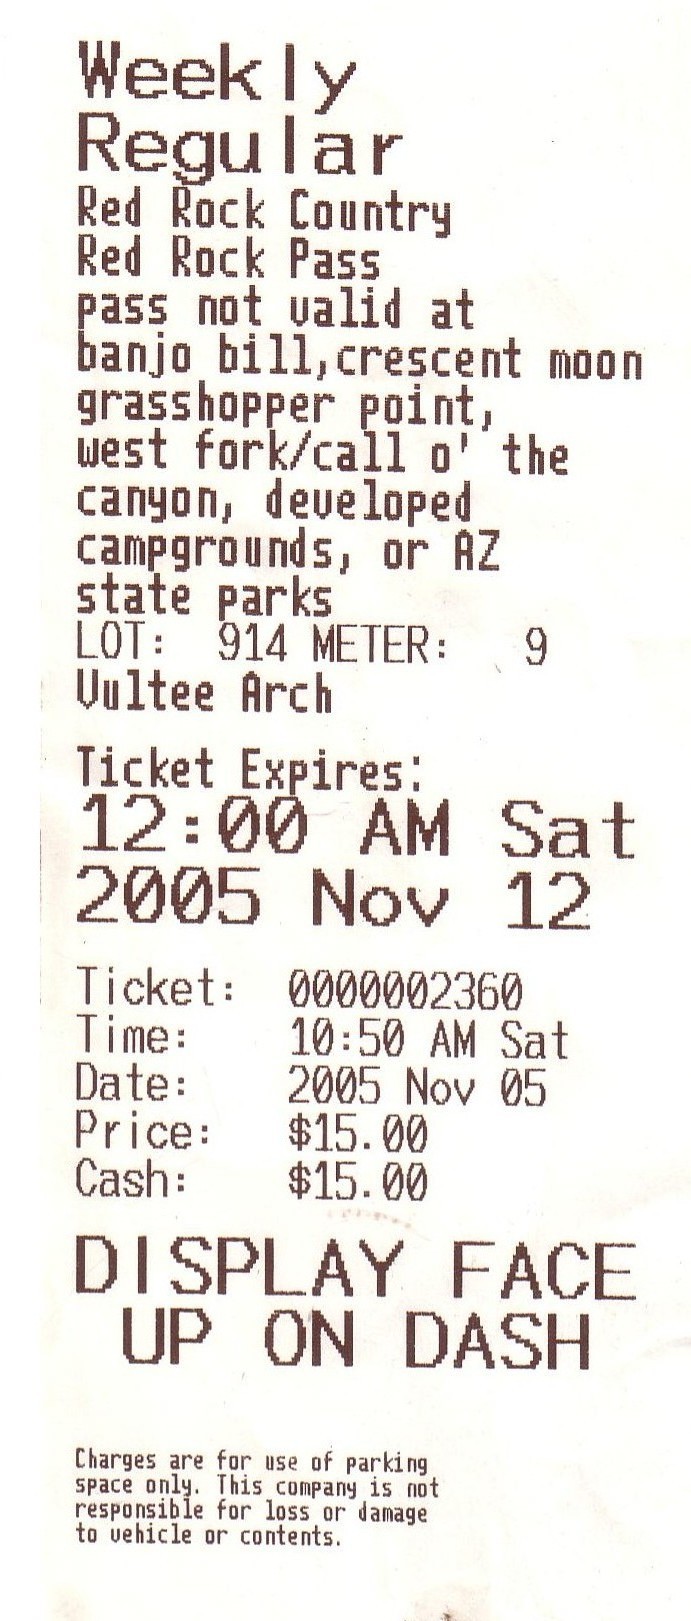 Weekly
Regular
Red Rock Country
Red Rock Pass
pass not valid at
banjo bill,crescent moon
grasshopper point,
west fork/call o' the
canyon, developed
campgrounds, or AZ
state parks
LOT: 914 METER: 9
Vultee Arch
Ticket Expires:
12:00 AM Sat
2005 Nov 12
Ticket: 0000002360
Time: 10:50 AM Sat
Date: 2005 Nov 05
Price: $15.00
Cash: $15.00
DISPLAY FACE
UP ON DASH
Charges are for use of parking
space only. This company is not
responsible for loss or damage
to vehicle or contents.